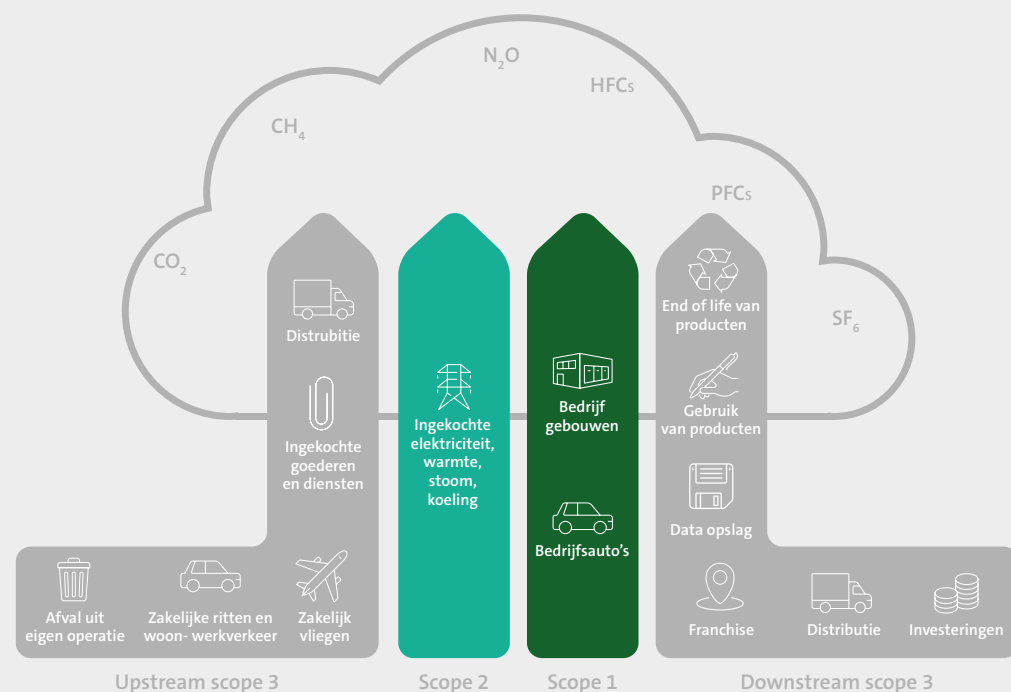 N₂O
HFCs
CH₄
PFCs
CO₂
SF₆
Distrubitie
Ingekochte
goederen
en diensten
Afval uit
eigen operatie
Zakelijke ritten en
woon- werkverkeer
Zakelijk
vliegen
Upstream scope 3
Ingekochte
elektriciteit,
warmte,
stoom,
koeling
Scope 2
Bedrijf
gebouwen
Bedrijfsauto's
Scope 1
End of life van
producten
Gebruik
van producten
Data opslag
Franchise
Distributie
Investeringen
Downstream scope 3